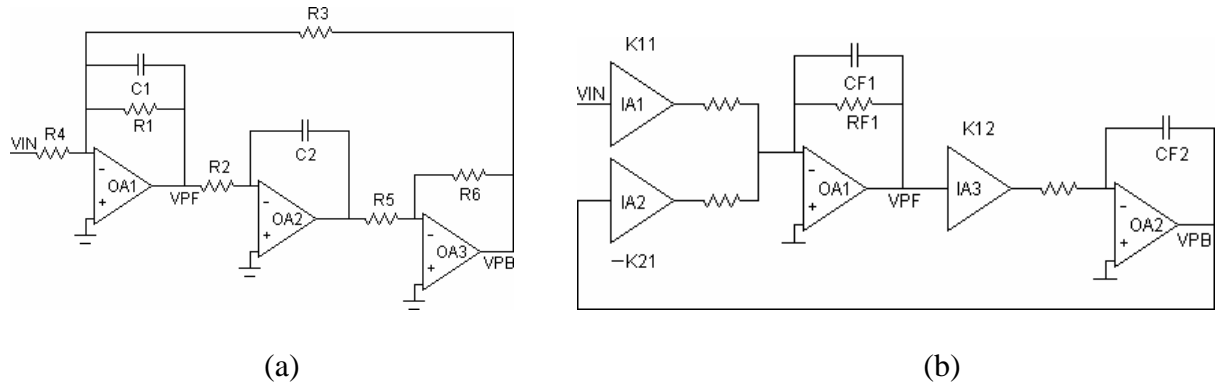 R3
C1
R1
R4
VIN
- + OA1
VPF
R2
C2
- + OA2
R5
R6
- + OA3
VPB
(a)
K11
VIN
IA1
IA2
−K21
CF1
RF1
- + OA1
VPF
K12
IA3
CF2
- + OA2
VPB
(b)